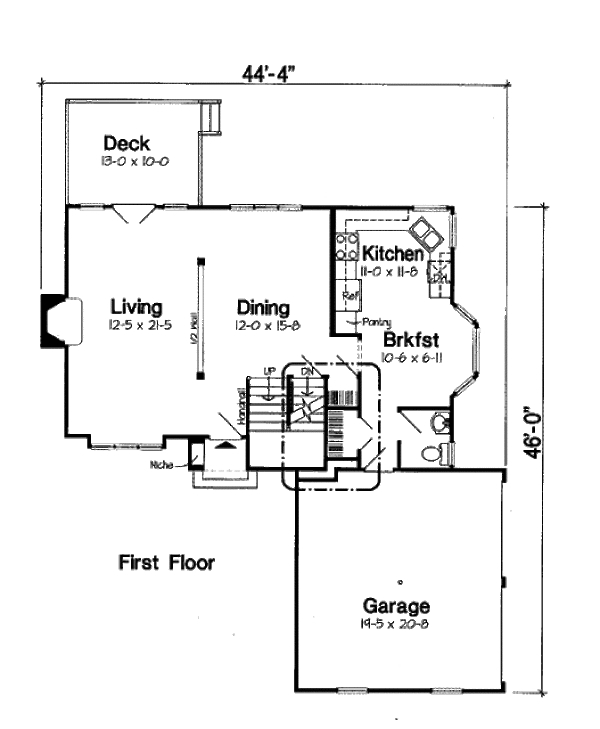 44'-4"
Deck
13-0 x 10-0
Kitchen
11-0 x 11-8
DW
Ref
Living
12-5 x 21-5
1/2 Wall
Dining
12-0 x 15-8
Pantry
Brkfst
10-6 x 6-11
UP
DN
Handrail
46'-0"
Niche
First Floor
Garage
19-5 x 20-8